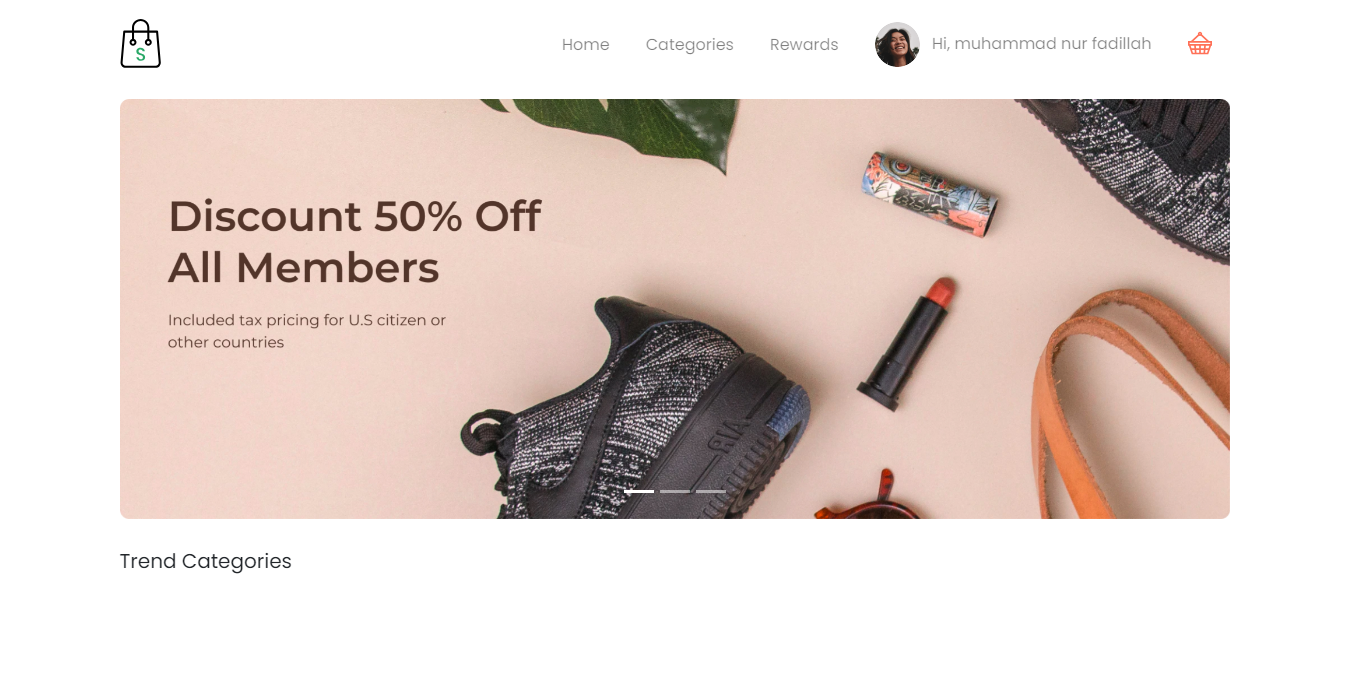 S
Home Categories Rewards Hi, muhammad nur fadillah
Discount 50% Off
All Members
Included tax pricing for U.S citizen or
other countries
AIR
Trend Categories